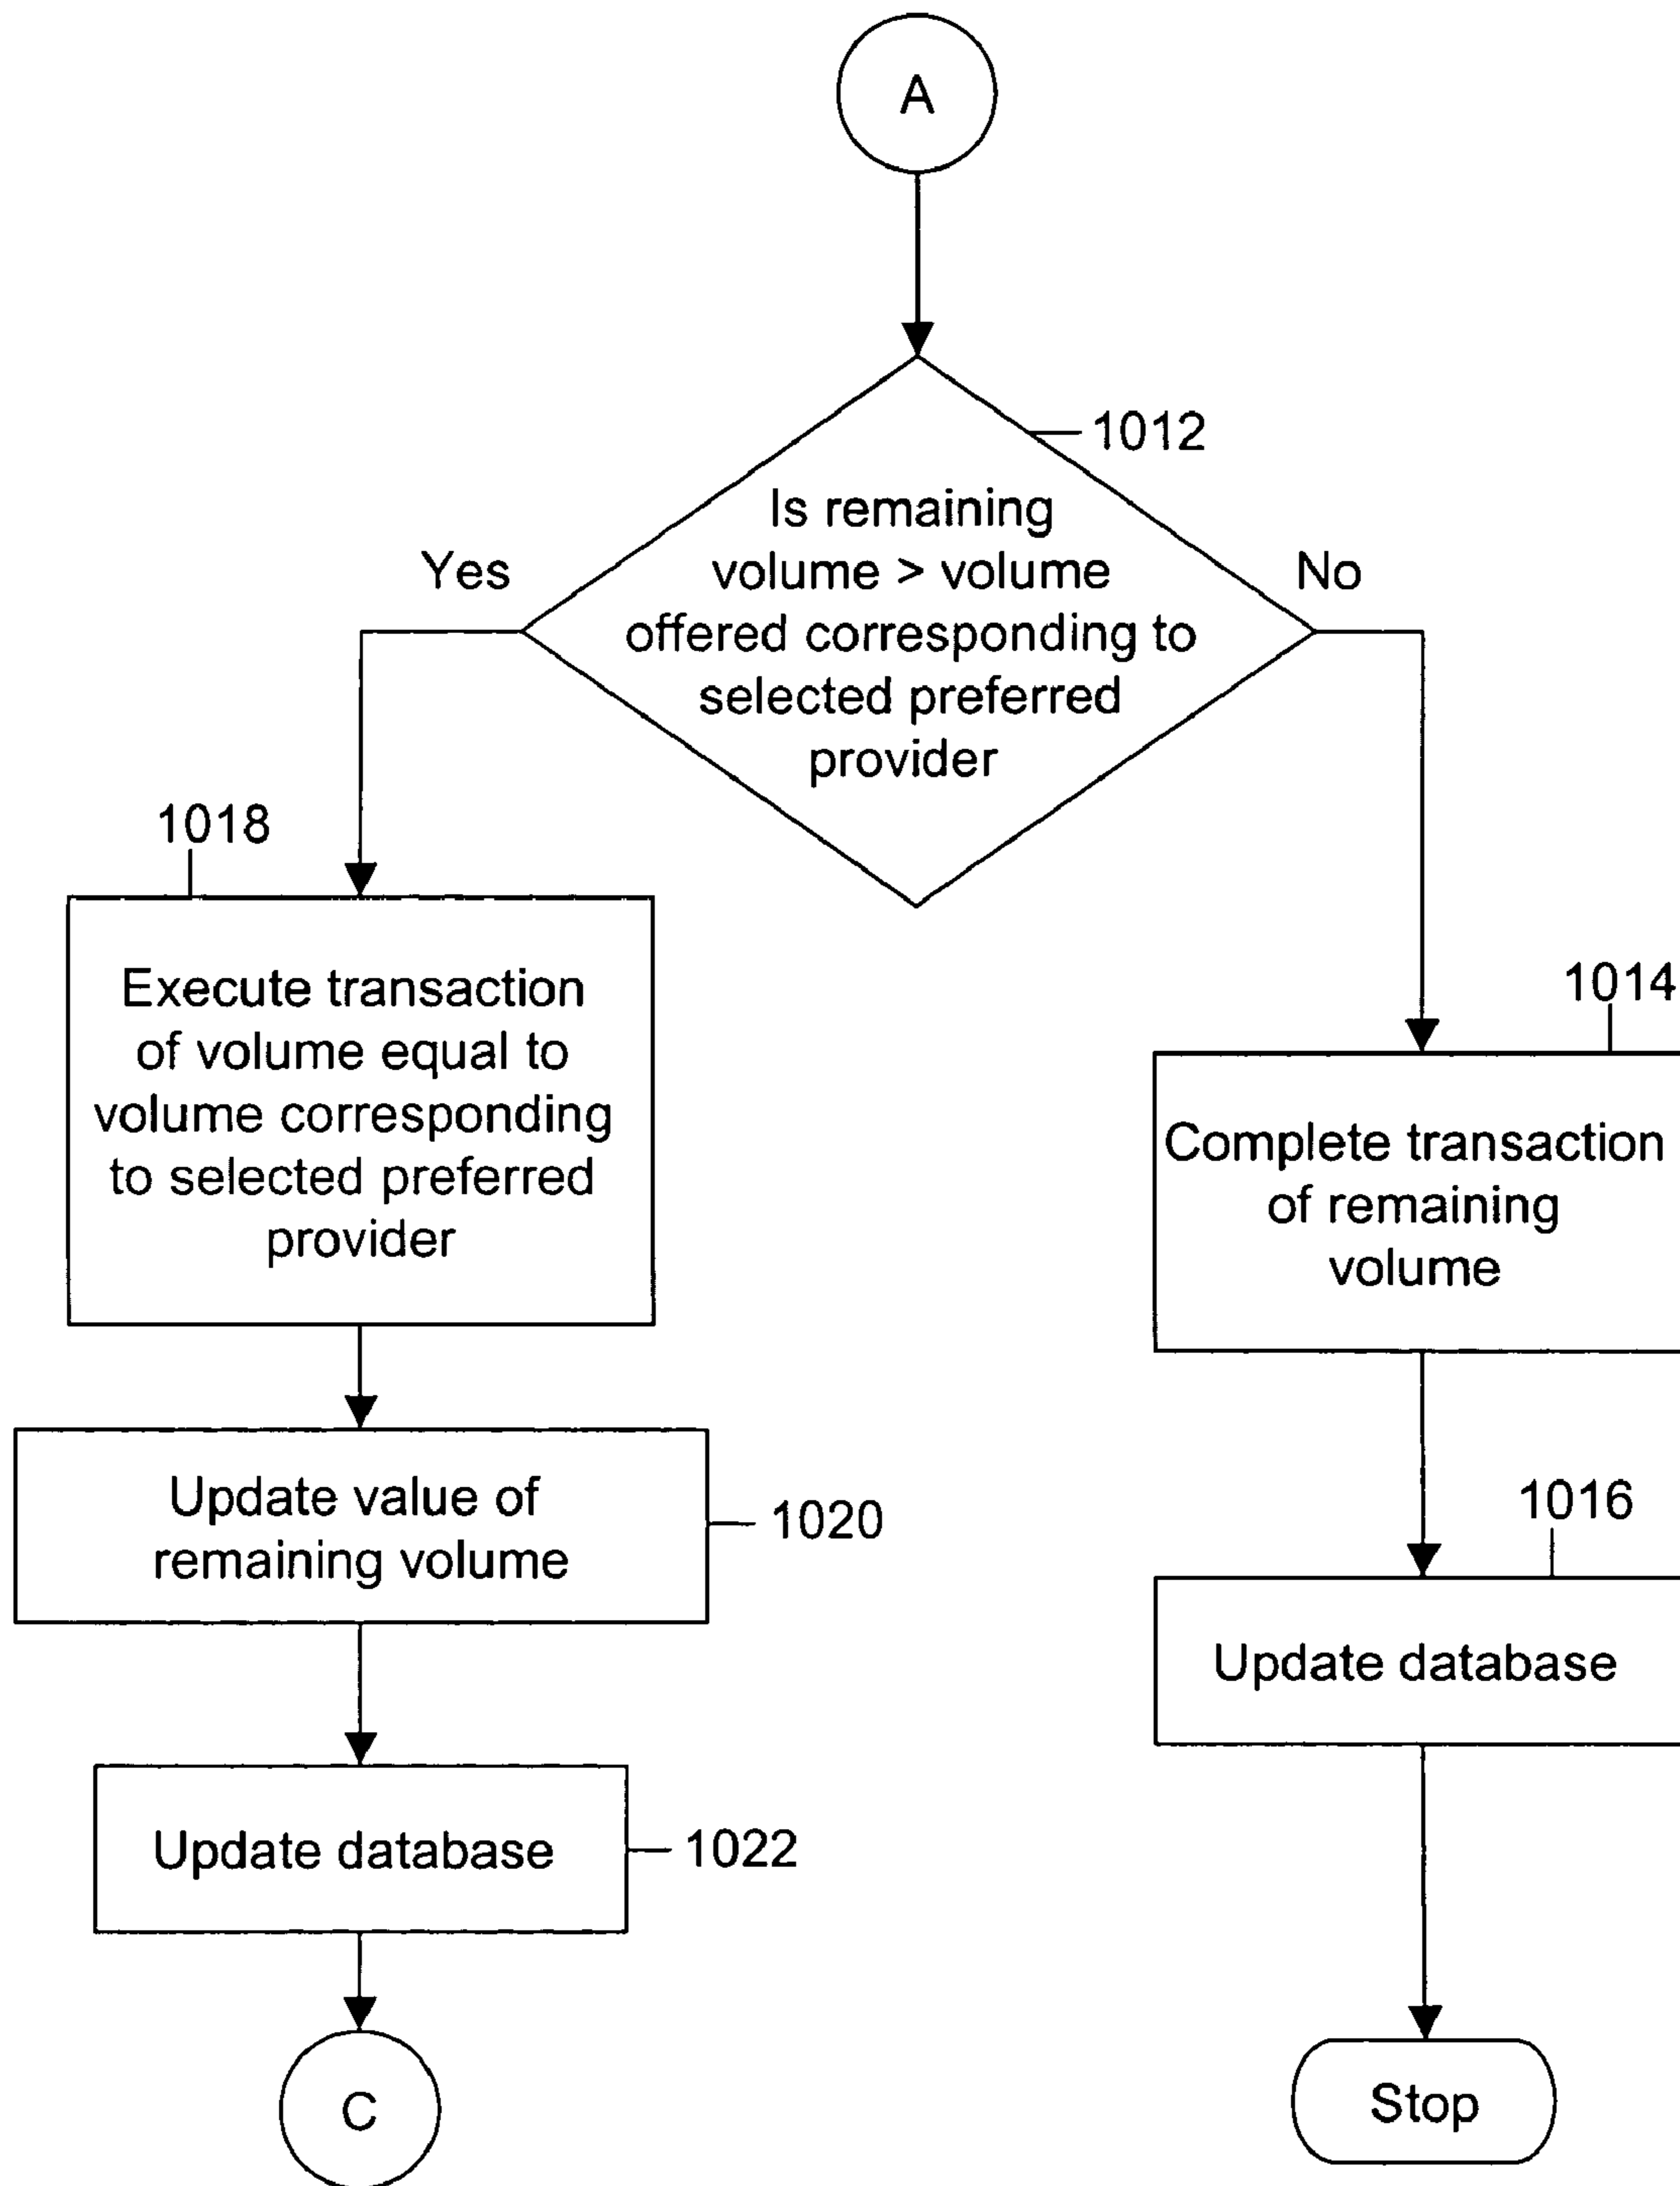 A
1012
Is remaining
volume > volume
offered corresponding to
selected preferred
provider
Yes
No
1018
Execute transaction
of volume equal to
volume corresponding
to selected preferred
provider
1014
Complete transaction
of remaining
volume
Update value of
remaining volume
1020
1016
Update database
Update database
1022
C
Stop